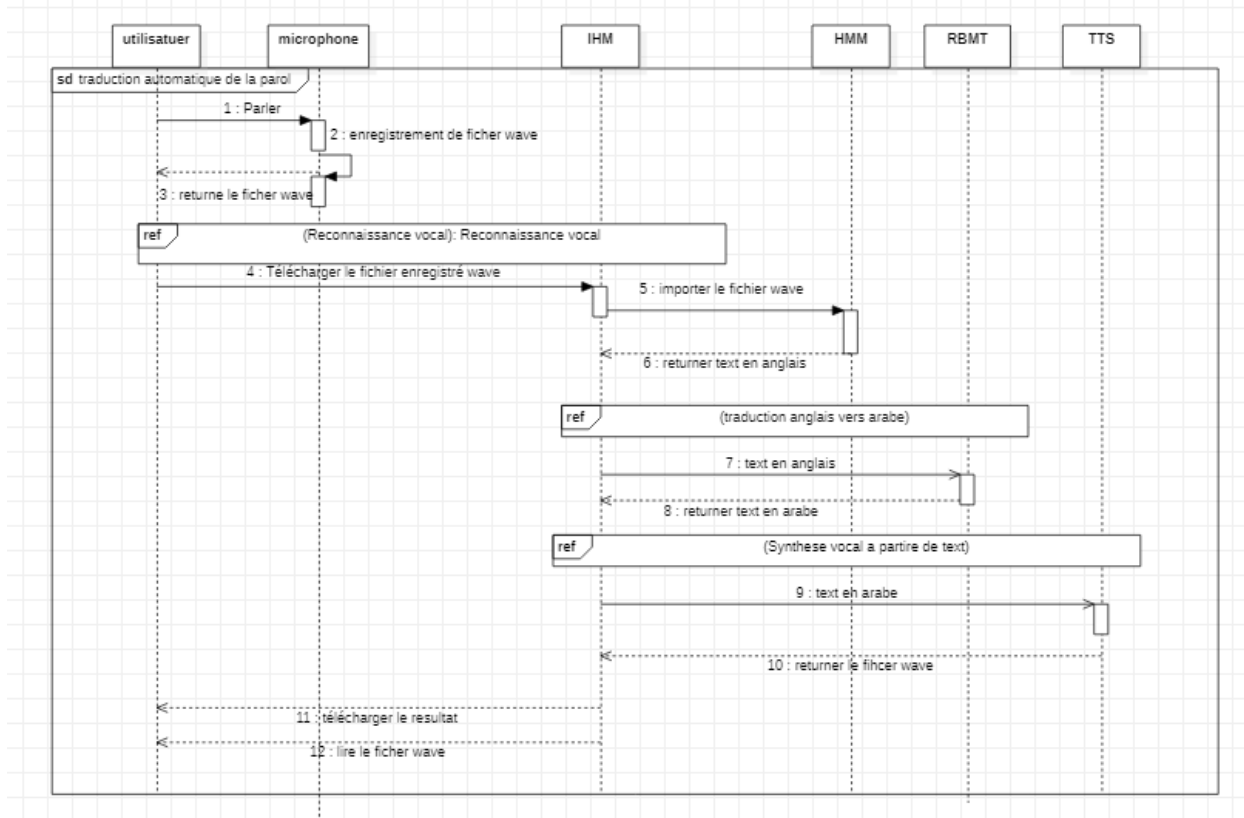 utilisatuer
microphone
IHM
HMM
RBMT
TTS
sd traduction automatique de la parol
1 : Parler
2 : enregistrement de ficher wave
3 : returne le ficher wave
ref
(Reconnaissance vocal): Reconnaissance vocal
4 : Télécharger le fichier enregistré wave
5 : importer le fichier wave
6 : returner text en anglais
ref
(traduction anglais vers arabe)
7 : text en anglais
8 : returner text en arabe
ref
(Synthese vocal a partire de text)
9 : text en arabe
10 : returner le fihcer wave
11 : télécharger le resultat
12 : lire le ficher wave